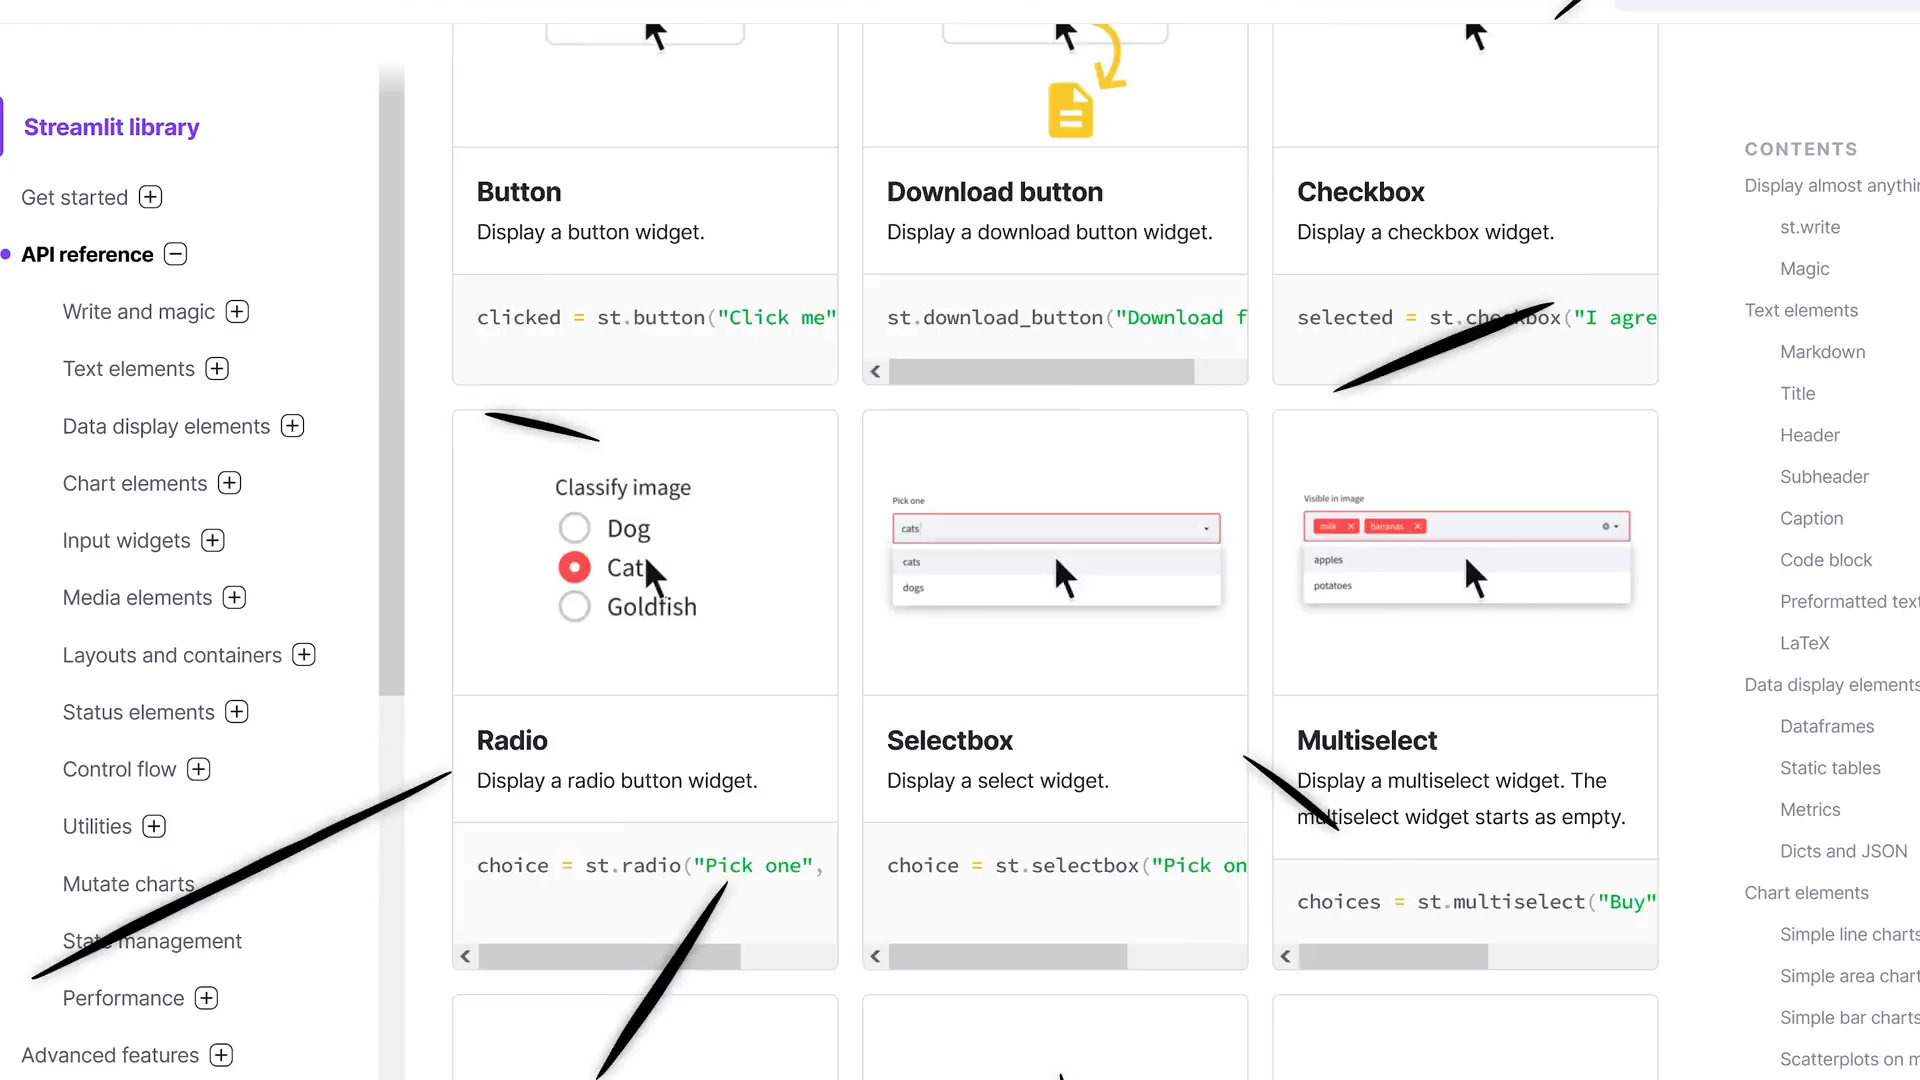 Streamlit library
Get started
API reference
Write and magic
Text elements
Data display elements
Chart elements
Input widgets
Media elements
Layouts and containers
Status elements
Control flow
Utilities
Mutate charts
State management
Performance
Advanced features
Button
Display a button widget.
clicked = st.button("Click me"
Download button
Display a download button widget.
st.download_button("Download f
Checkbox
Display a checkbox widget.
selected = st.checkbox("I agre
Classify image
Dog
Cat
Goldfish
Radio
Display a radio button widget.
choice = st.radio("Pick one",
Pick one
cats
cats
dogs
Selectbox
Display a select widget.
choice = st.selectbox("Pick on
Visible in image
milk bananas
apples
potatoes
Multiselect
Display a multiselect widget. The
multiselect widget starts as empty.
choices = st.multiselect("Buy"
CONTENTS
Display almost anythin
st.write
Magic
Text elements
Markdown
Title
Header
Subheader
Caption
Code block
Preformatted text
LaTeX
Data display elements
Dataframes
Static tables
Metrics
Dicts and JSON
Chart elements
Simple line charts
Simple area chart
Simple bar charts
Scatterplots on m